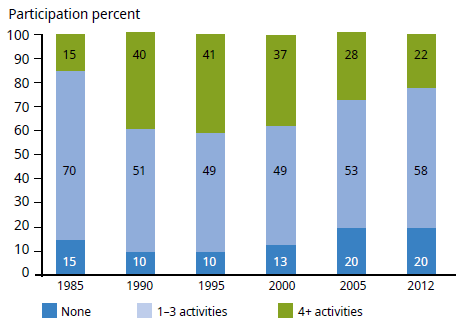 Participation percent
100
90
80
70
60
50
40
30
20
10
0
15 40 41 37 28 22
70 51 49 49 53 58
15 10 10 13 20 20
1985 1990 1995 2000 2005 2012
None 1–3 activities 4+ activities